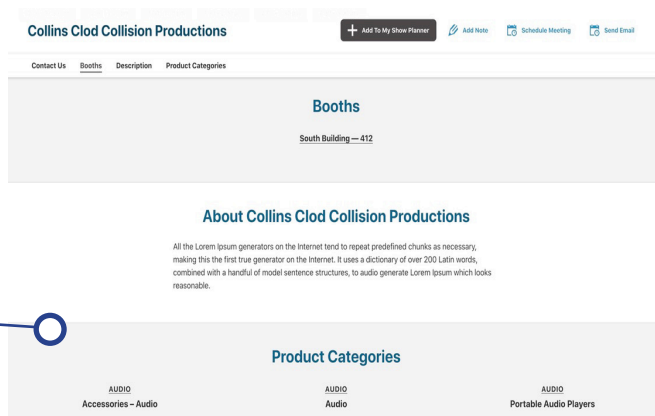 Collins Clod Collision Productions
Add To My Show Planner
Add Note
Schedule Meeting
Send Email
Contact Us Booths Description Product Categories
Booths
South Building — 412
About Collins Clod Collision Productions
All the Lorem Ipsum generators on the Internet tend to repeat predefined chunks as necessary,
making this the first true generator on the Internet. It uses a dictionary of over 200 Latin words,
combined with a handful of model sentence structures, to audio generate Lorem Ipsum which looks
reasonable.
Product Categories
AUDIO AUDIO AUDIO
Accessories – Audio Audio Portable Audio Players